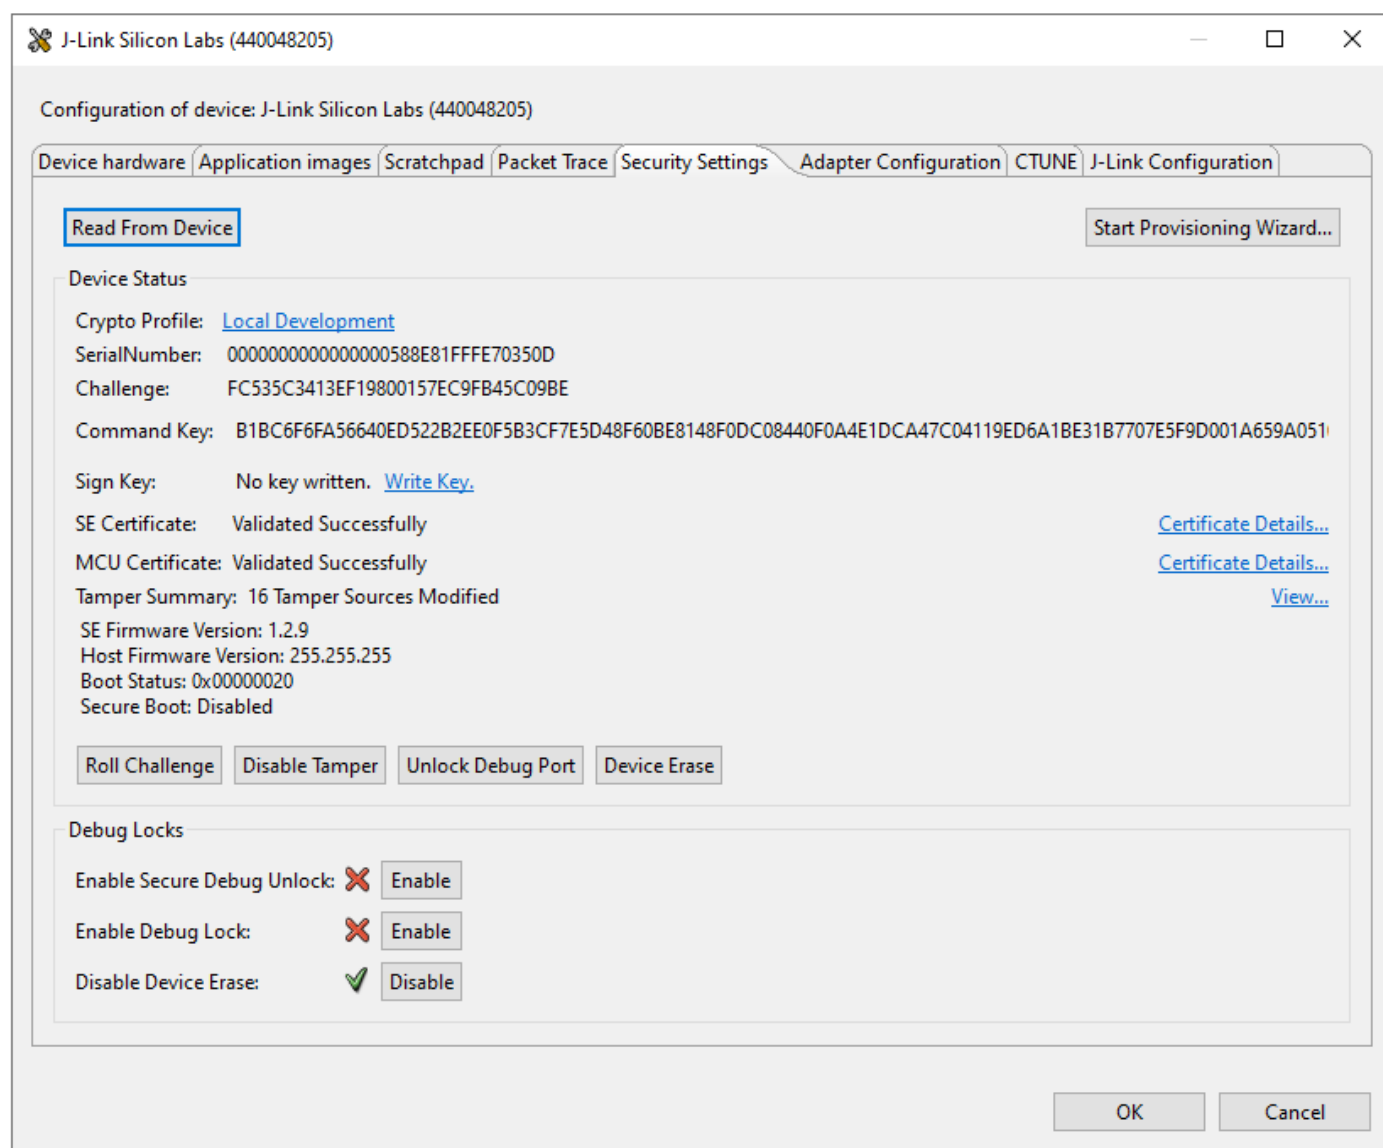 J-Link Silicon Labs (440048205)
Configuration of device: J-Link Silicon Labs (440048205)
Device hardware Application images Scratchpad Packet Trace Security Settings Adapter Configuration CTUNE J-Link Configuration
Read From Device Start Provisioning Wizard...
Device Status
Crypto Profile: Local Development
SerialNumber: 0000000000000000588E81FFFE70350D
Challenge: FC535C3413EF19800157EC9FB45C09BE
Command Key: B1BC6F6FA56640ED522B2EE0F5B3CF7E5D48F60BE8148F0DC08440F0A4E1DCA47C04119ED6A1BE31B7707E5F9D001A659A051
Sign Key: No key written. Write Key.
SE Certificate: Validated Successfully Certificate Details...
MCU Certificate: Validated Successfully Certificate Details...
Tamper Summary: 16 Tamper Sources Modified View...
SE Firmware Version: 1.2.9
Host Firmware Version: 255.255.255
Boot Status: 0x00000020
Secure Boot: Disabled
Roll Challenge Disable Tamper Unlock Debug Port Device Erase
Debug Locks
Enable Secure Debug Unlock: Enable
Enable Debug Lock: Enable
Disable Device Erase: Disable
OK Cancel